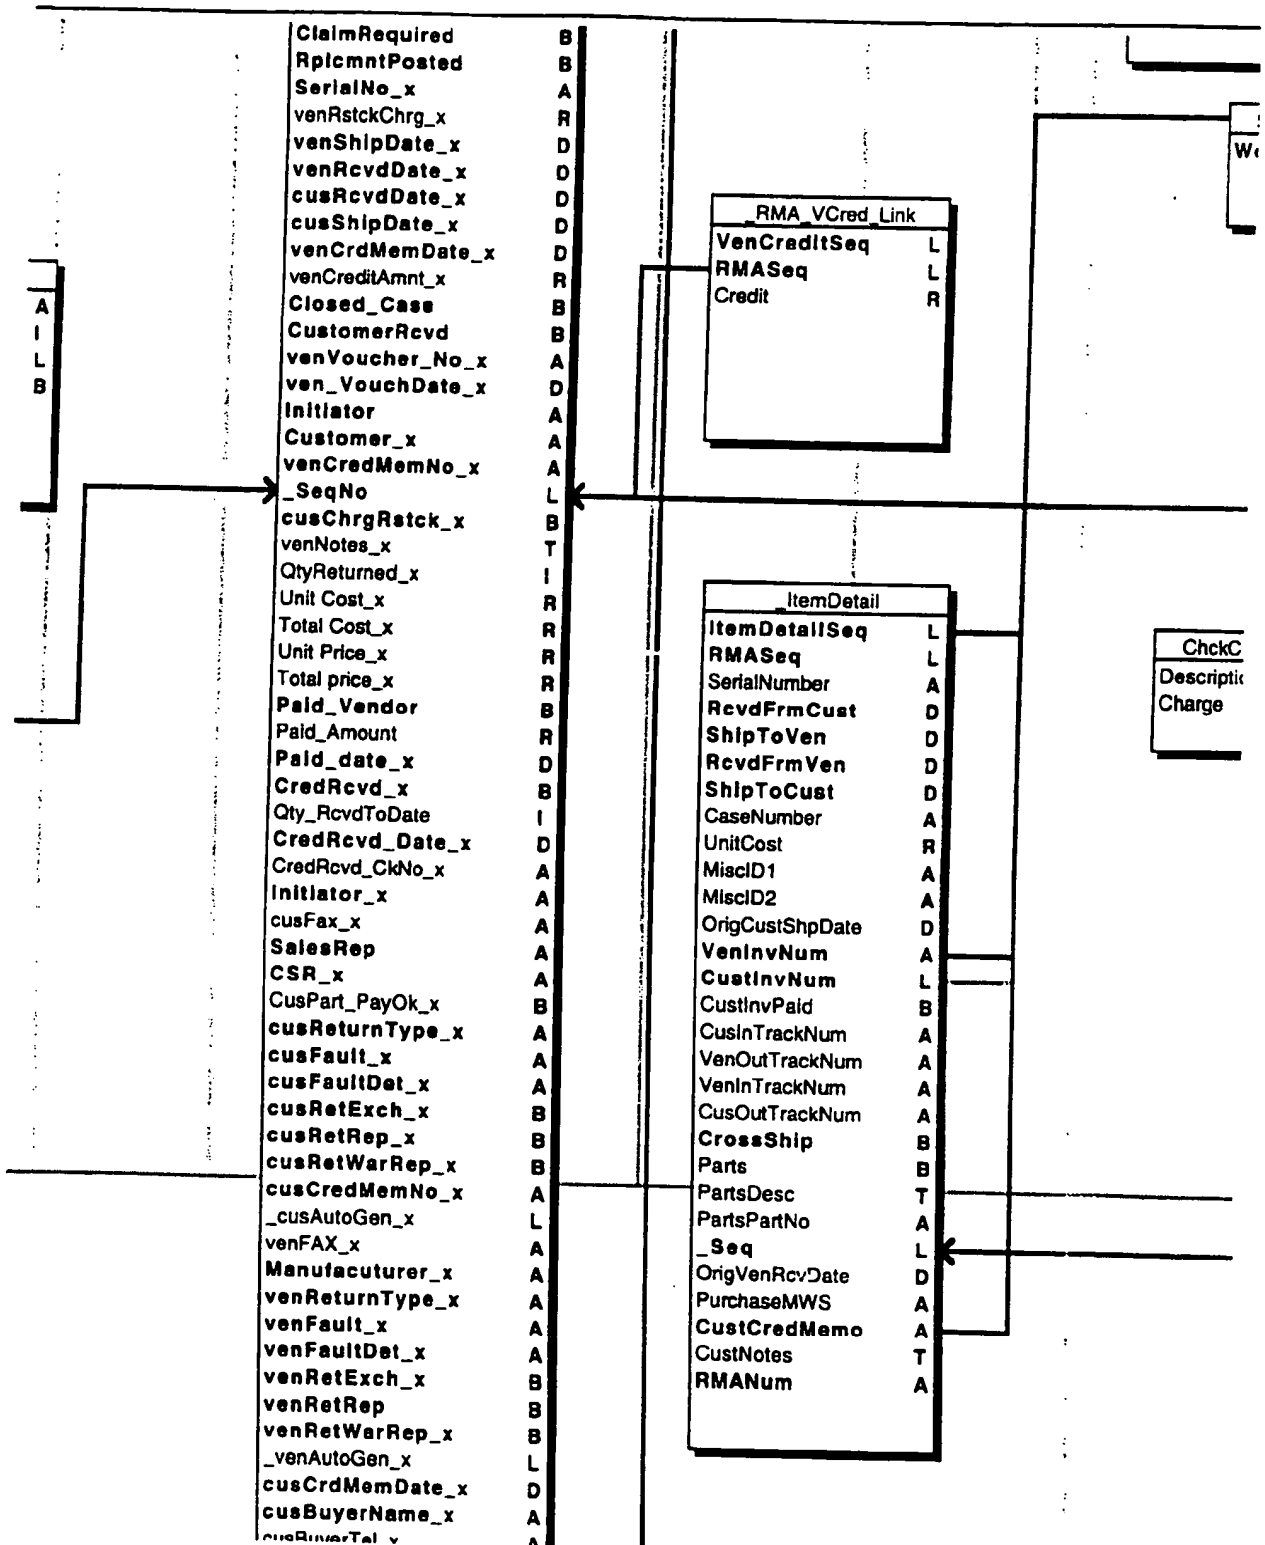 ClaimRequired B
RplcmntPosted B
SerialNo_x A
venRstckChrg_x R
venShipDate_x D
venRcvdDate_x D
cusRcvdDate_x D
cusShipDate_x D
venCrdMemDate_x D
venCreditAmnt_x R
Closed_Case B
CustomerRcvd B
venVoucher_No_x A
ven_VouchDate_x D
Initiator A
Customer_x A
venCredMemNo_x A
_SeqNo L
cusChrgRstck_x B
venNotes_x T
QtyReturned_x I
Unit Cost_x R
Total Cost_x R
Unit Price_x R
Total price_x R
Paid_Vendor B
Paid_Amount R
Paid_date_x D
CredRcvd_x B
Qty_RcvdToDate I
CredRcvd_Date_x D
CredRcvd_CkNo_x A
Initiator_x A
cusFax_x A
SalesRep A
CSR_x A
CusPart_PayOk_x B
cusReturnType_x A
cusFault_x A
cusFaultDet_x A
cusRetExch_x B
cusRetRep_x B
cusRetWarRep_x B
cusCredMemNo_x A
_cusAutoGen_x L
venFAX_x A
Manufacuturer_x A
venReturnType_x A
venFault_x A
venFaultDet_x A
venRetExch_x B
venRetRep B
venRetWarRep_x B
_venAutoGen_x L
cusCrdMemDate_x D
cusBuyerName_x A
cusBuyerTel_x A
A
I
L
B
_RMA_VCred_Link
VenCreditSeq L
RMASeq L
Credit R
_ItemDetail
ItemDetailSeq L
RMASeq L
SerialNumber A
RcvdFrmCust D
ShipToVen D
RcvdFrmVen D
ShipToCust D
CaseNumber A
UnitCost R
MiscID1 A
MiscID2 A
OrigCustShpDate D
VenInvNum A
CustInvNum L
CustInvPaid B
CusInTrackNum A
VenOutTrackNum A
VenInTrackNum A
CusOutTrackNum A
CrossShip B
Parts B
PartsDesc T
PartsPartNo A
_Seq L
OrigVenRcvDate D
PurchaseMWS A
CustCredMemo A
CustNotes T
RMANum A
ChckC
Descripti
Charge